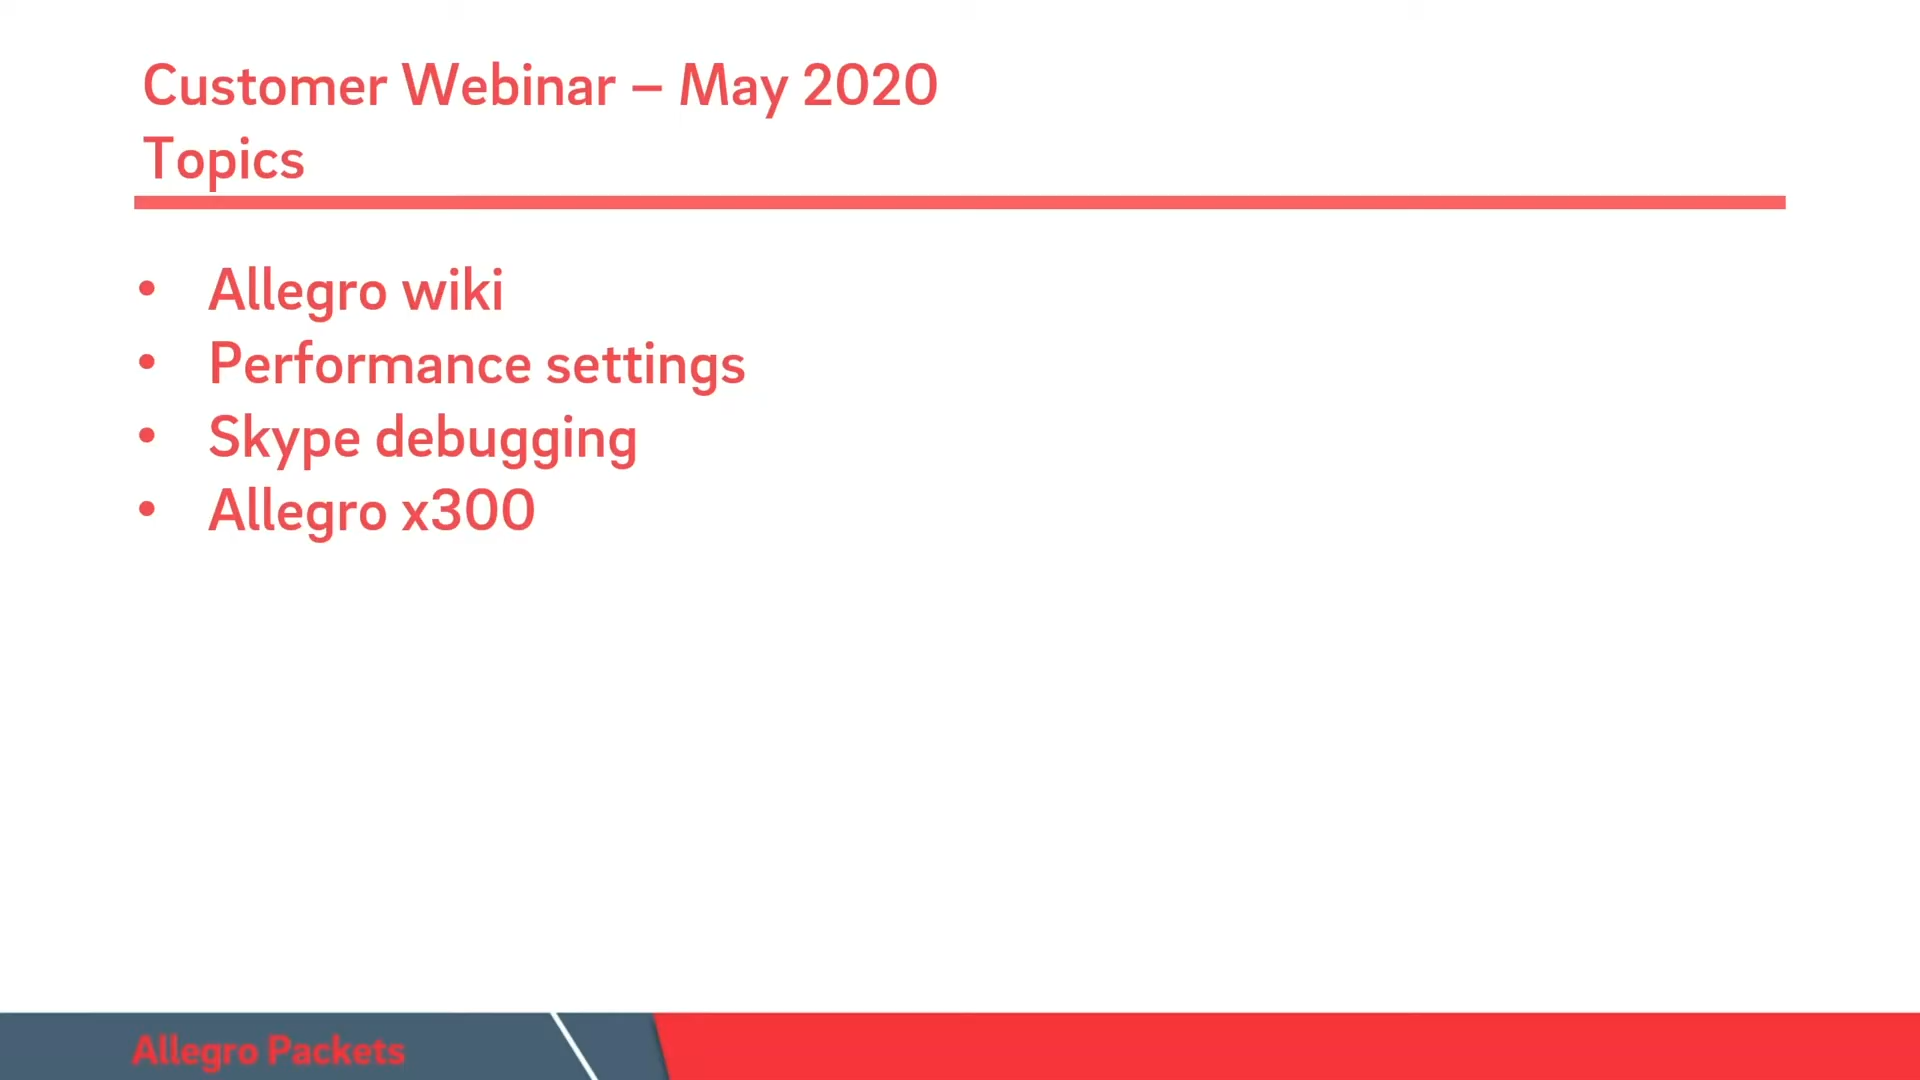 Customer Webinar – May 2020
Topics
• Allegro wiki
• Performance settings
• Skype debugging
• Allegro x300
Allegro Packets